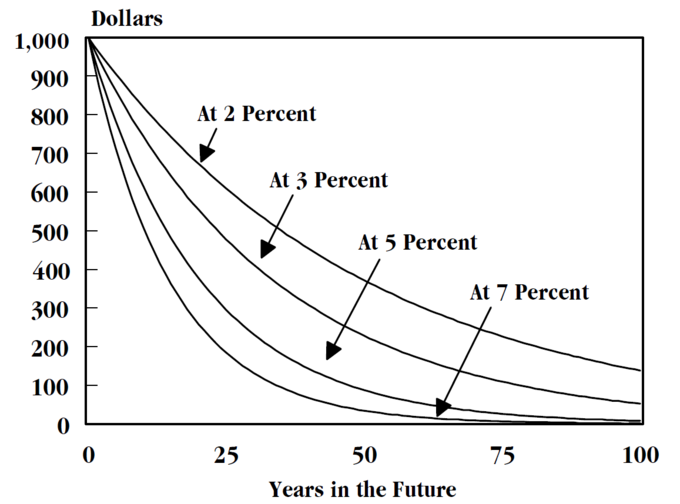 Dollars
1,000
900
800
700
600
500
400
300
200
100
0
At 2 Percent
At 3 Percent
At 5 Percent
At 7 Percent
0 25 50 75 100
Years in the Future